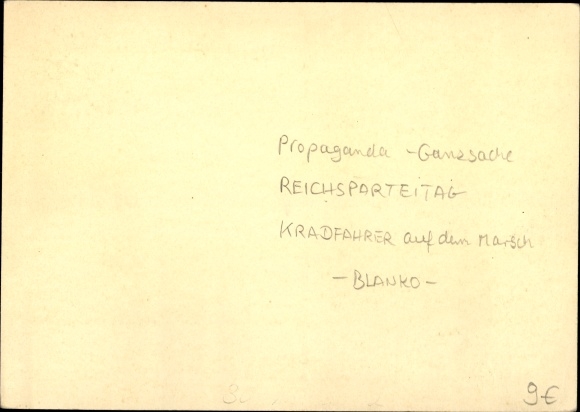 Propaganda - Ganzsache
REICHSPARTEITAG
KRADFAHRER auf dem Marsch
- BLANKO -
9€